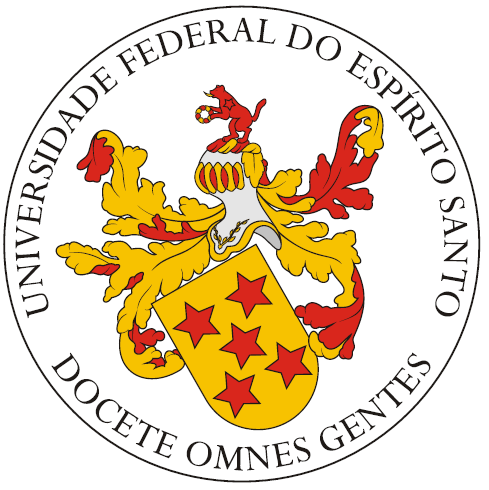 UNIVERSIDADE FEDERAL DO ESPÍRITO SANTO
DOCETE OMNES GENTES